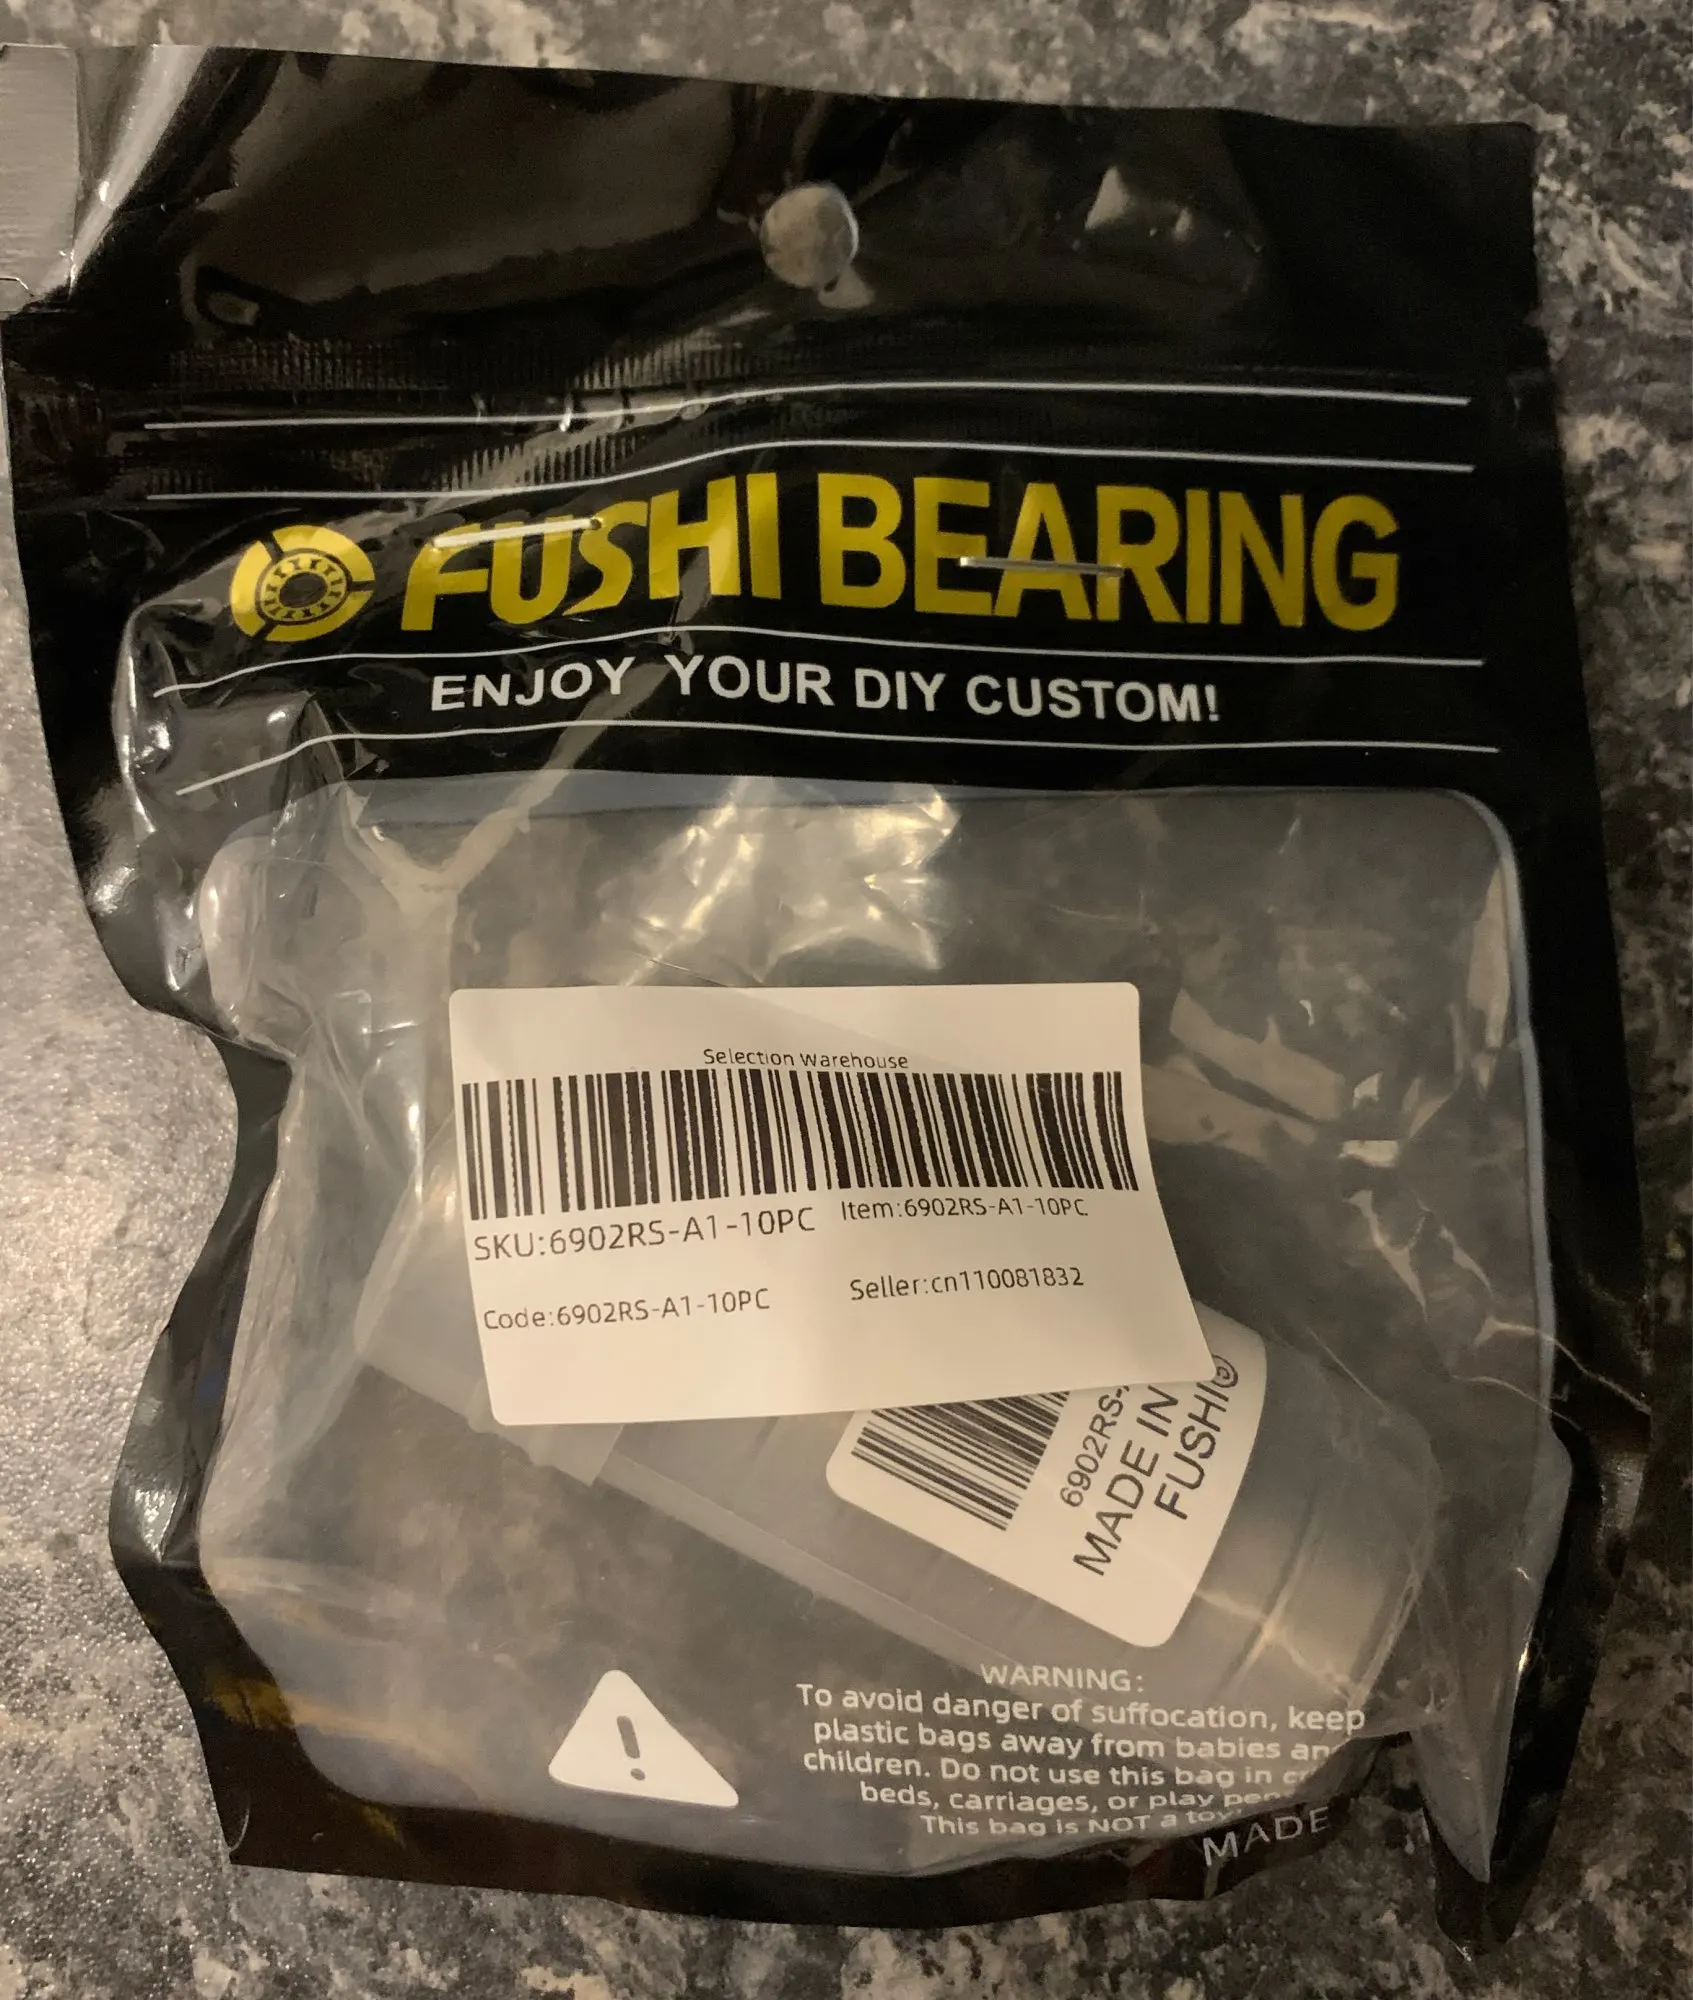 FUSHI BEARING
ENJOY YOUR DIY CUSTOM!
Selection Warehouse
SKU:6902RS-A1-10PC
Item:6902RS-A1-10PC
Code:6902RS-A1-10PC
Seller:cn110081832
6902RS-
MADE IN
FUSHI®
WARNING:
To avoid danger of suffocation, keep
plastic bags away from babies
children. Do not use this bag in
beds, carriages, or play
This bag is NOT a toy
MADE